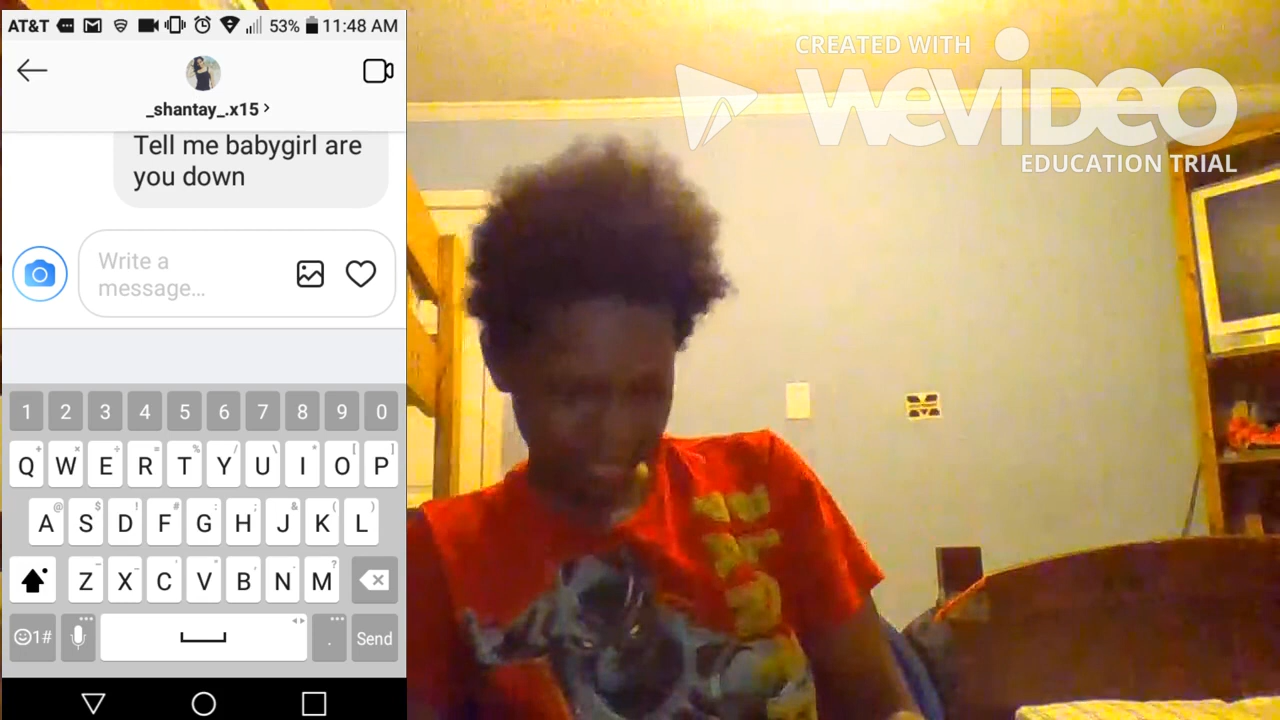 AT&T 53% 11:48 AM
_shantay_.x15 >
Tell me babygirl are
you down
Write a
message...
1 2 3 4 5 6 7 8 9 0
Q W E R T Y U I O P
A S D F G H J K L
Z X C V B N M
1# . Send
CREATED WITH
WEVIDEO
EDUCATION TRIAL